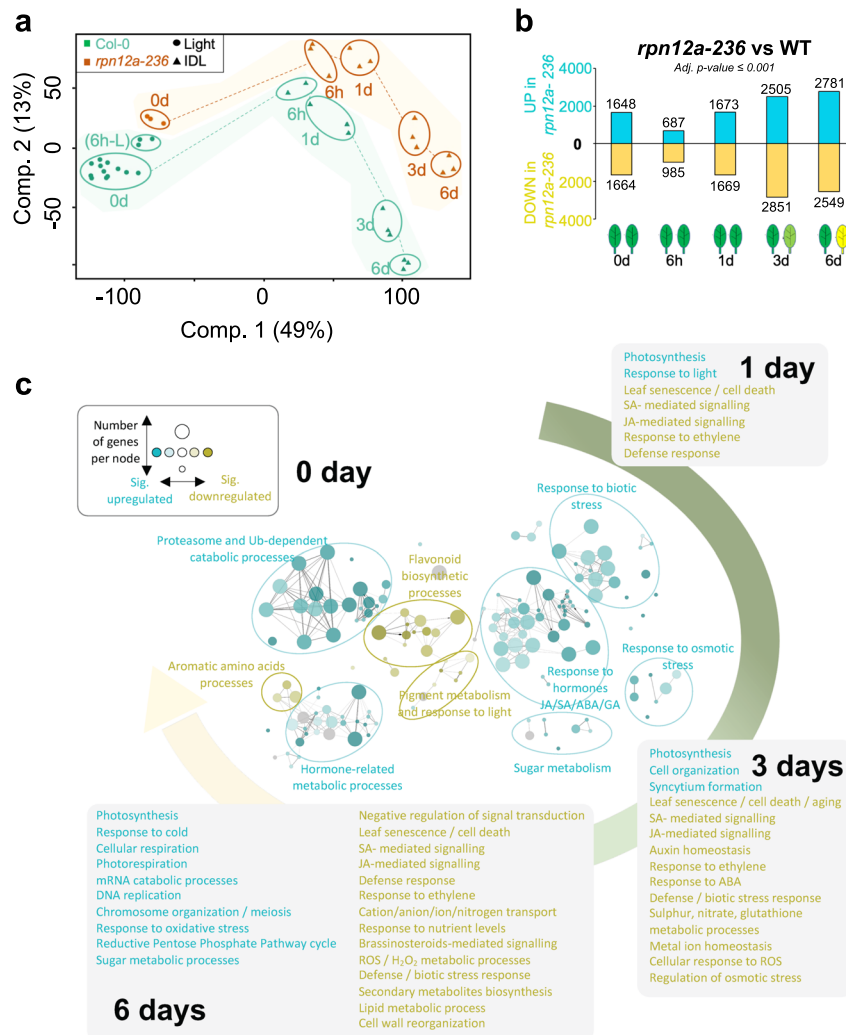 a
Col-0
rpn12a-236
Light
IDL
Comp. 2 (13%)
50
0
-50
-100
0
100
Comp. 1 (49%)
0d
(6h-L)
0d
6h
1d
6h
1d
3d
6d
3d
6d
b
rpn12a-236 vs WT
Adj. p-value ≤ 0.001
UP in
rpn12a- 236
DOWN in
rpn12a-236
4000
2000
0
2000
4000
1648
687
1673
2505
2781
1664
985
1669
2851
2549
0d
6h
1d
3d
6d
c
Number
of genes
per node
Sig.
upregulated
Sig.
downregulated
0 day
Proteasome and Ub-dependent
catabolic processes
Flavonoid
biosynthetic
processes
Response to biotic
stress
Aromatic amino acids
processes
Pigment metabolism
and response to light
Response to
hormones
JA/SA/ABA/GA
Response to osmotic
stress
Hormone-related
metabolic processes
Sugar metabolism
1 day
Photosynthesis
Response to light
Leaf senescence / cell death
SA- mediated signalling
JA-mediated signalling
Response to ethylene
Defense response
3 days
Photosynthesis
Cell organization
Syncytium formation
Leaf senescence / cell death / aging
SA- mediated signalling
JA-mediated signalling
Auxin homeostasis
Response to ethylene
Response to ABA
Defense / biotic stress response
Sulphur, nitrate, glutathione
metabolic processes
Metal ion homeostasis
Cellular response to ROS
Regulation of osmotic stress
Photosynthesis
Response to cold
Cellular respiration
Photorespiration
mRNA catabolic processes
DNA replication
Chromosome organization / meiosis
Response to oxidative stress
Reductive Pentose Phosphate Pathway cycle
Sugar metabolic processes
6 days
Negative regulation of signal transduction
Leaf senescence / cell death
SA- mediated signalling
JA-mediated signalling
Defense response
Response to ethylene
Cation/anion/ion/nitrogen transport
Response to nutrient levels
Brassinosteroids-mediated signalling
ROS / H₂O₂ metabolic processes
Defense / biotic stress response
Secondary metabolites biosynthesis
Lipid metabolic process
Cell wall reorganization